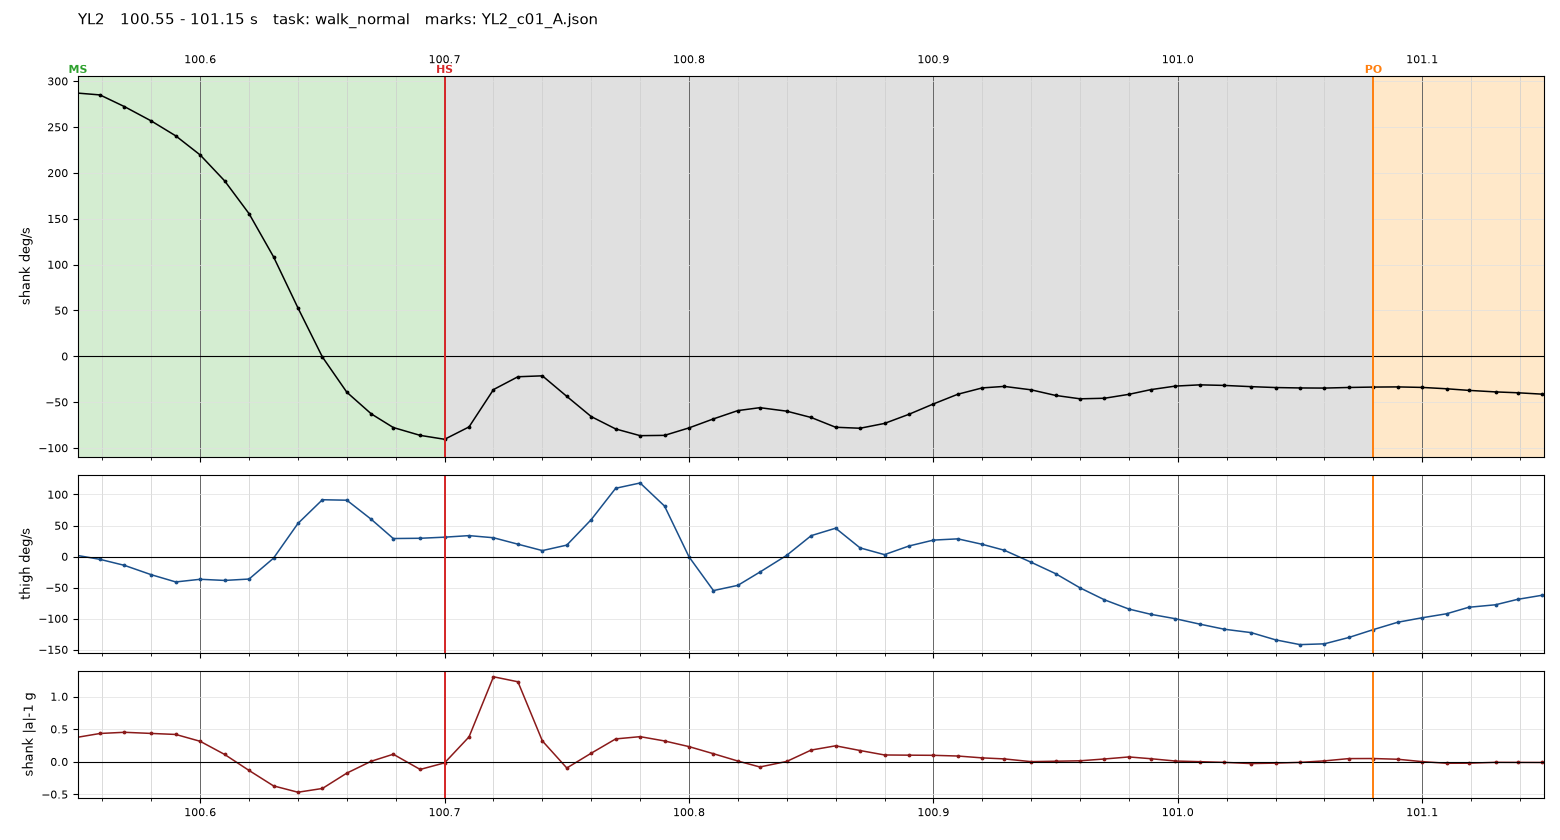 YL2   100.55 - 101.15 s   task: walk_normal   marks: YL2_c01_A.json
100.6 100.7 100.8 100.9 101.0 101.1
MS HS PO
300
250
200
150
100
50
0
−50
−100
shank deg/s
100
50
0
−50
−100
−150
thigh deg/s
1.0
0.5
0.0
−0.5
shank |a|-1 g
100.6 100.7 100.8 100.9 101.0 101.1